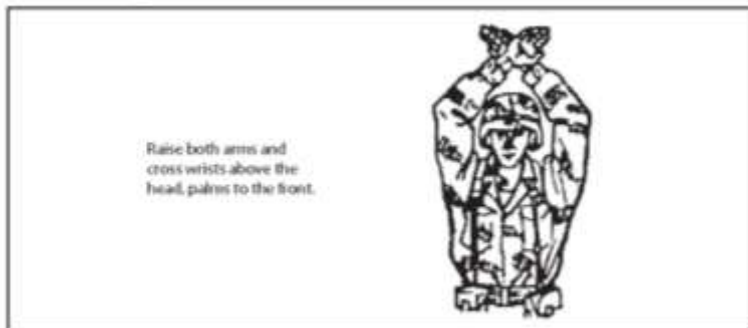 Raise both arms and
cross wrists above the
head, palms to the front.